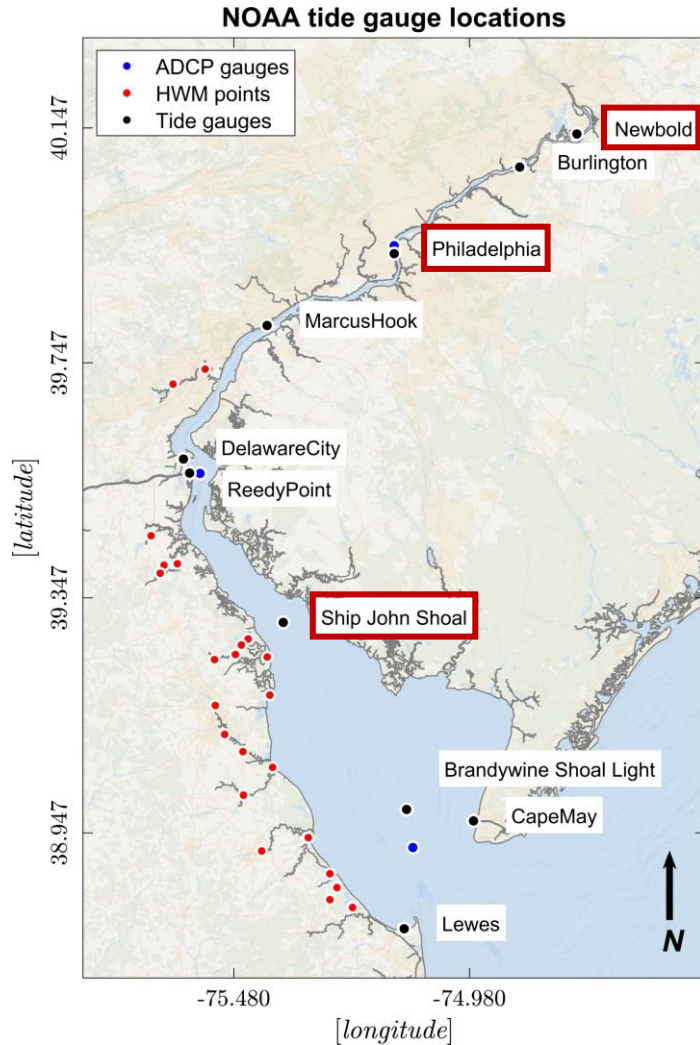 NOAA tide gauge locations
ADCP gauges
HWM points
Tide gauges
40.147
Newbold
Burlington
Philadelphia
MarcusHook
39.747
DelawareCity
ReedyPoint
[latitude]
39.347
Ship John Shoal
Brandywine Shoal Light
CapeMay
38.947
Lewes
N
-75.480
-74.980
[longitude]